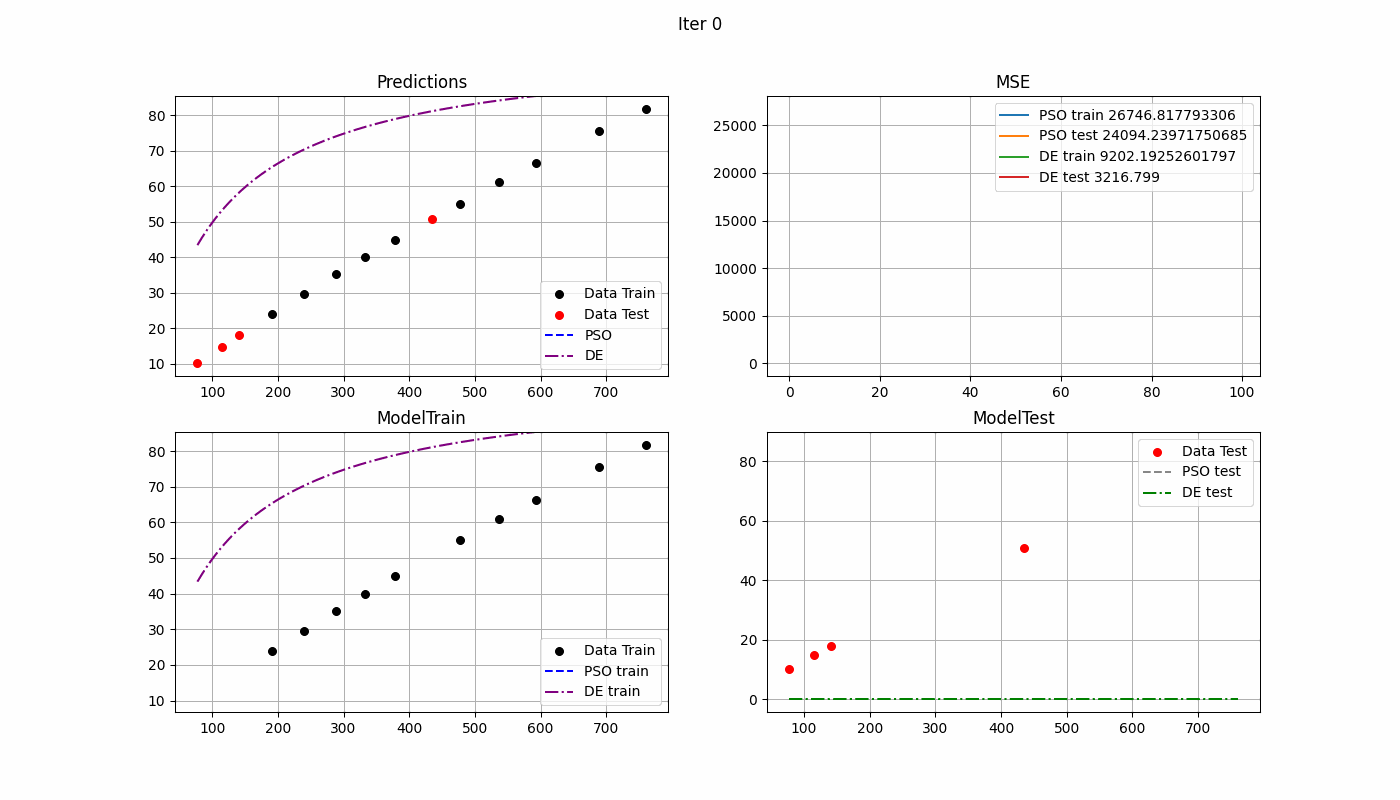 Iter 0
Predictions
80
70
60
50
40
30
20
10
Data Train
Data Test
PSO
DE
100 200 300 400 500 600 700
MSE
25000
20000
15000
10000
5000
0
PSO train 26746.817793306
PSO test 24094.23971750685
DE train 9202.19252601797
DE test 3216.799
0 20 40 60 80 100
ModelTrain
80
70
60
50
40
30
20
10
Data Train
PSO train
DE train
100 200 300 400 500 600 700
ModelTest
80
60
40
20
0
Data Test
PSO test
DE test
100 200 300 400 500 600 700